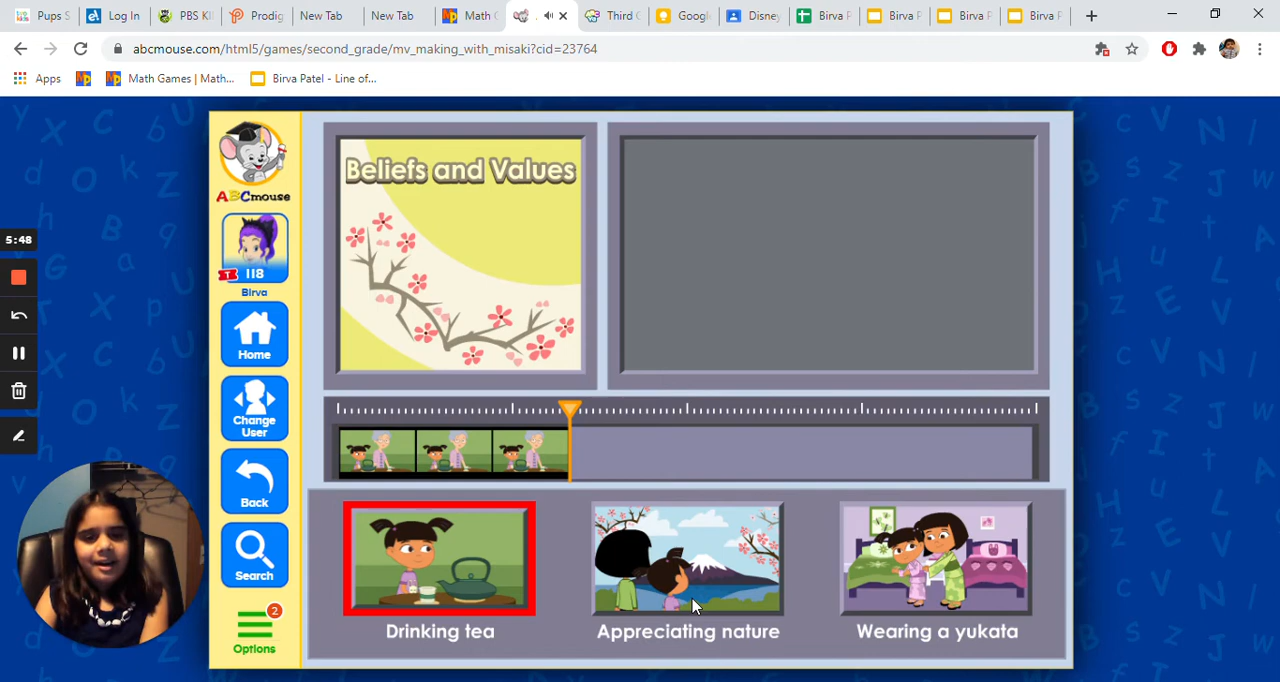 Pups S
Log In
PBS KI
Prodig
New Tab
New Tab
Math G
Third G
Googl
Disney
Birva P
Birva P
Birva P
Birva P
abcmouse.com/html5/games/second_grade/mv_making_with_misaki?cid=23764
Apps
Math Games | Math...
Birva Patel - Line of...
ABCmouse
T 118
Birva
Home
Change
User
Back
Search
2
Options
5:48
Beliefs and Values
Drinking tea
Appreciating nature
Wearing a yukata